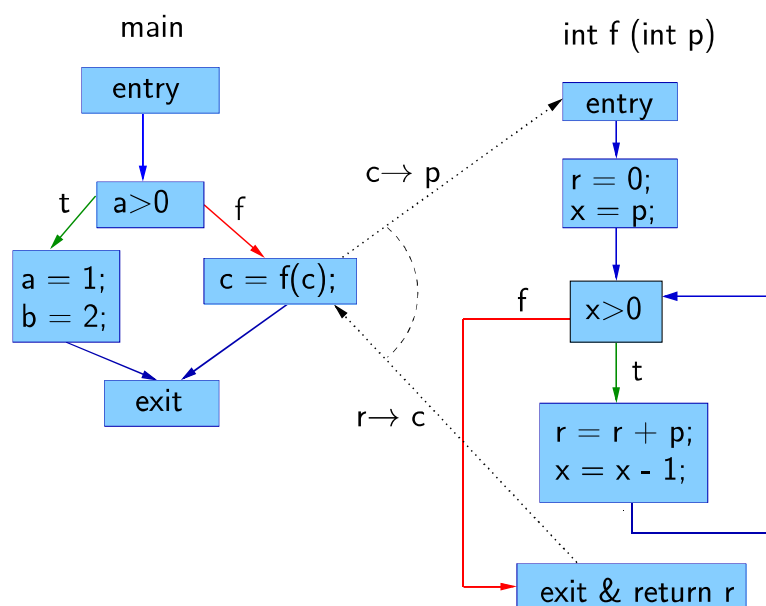 main
entry
a>0
t
f
a = 1;
b = 2;
c = f(c);
exit
c→ p
r→ c
int f (int p)
entry
r = 0;
x = p;
x>0
f
t
r = r + p;
x = x - 1;
exit & return r